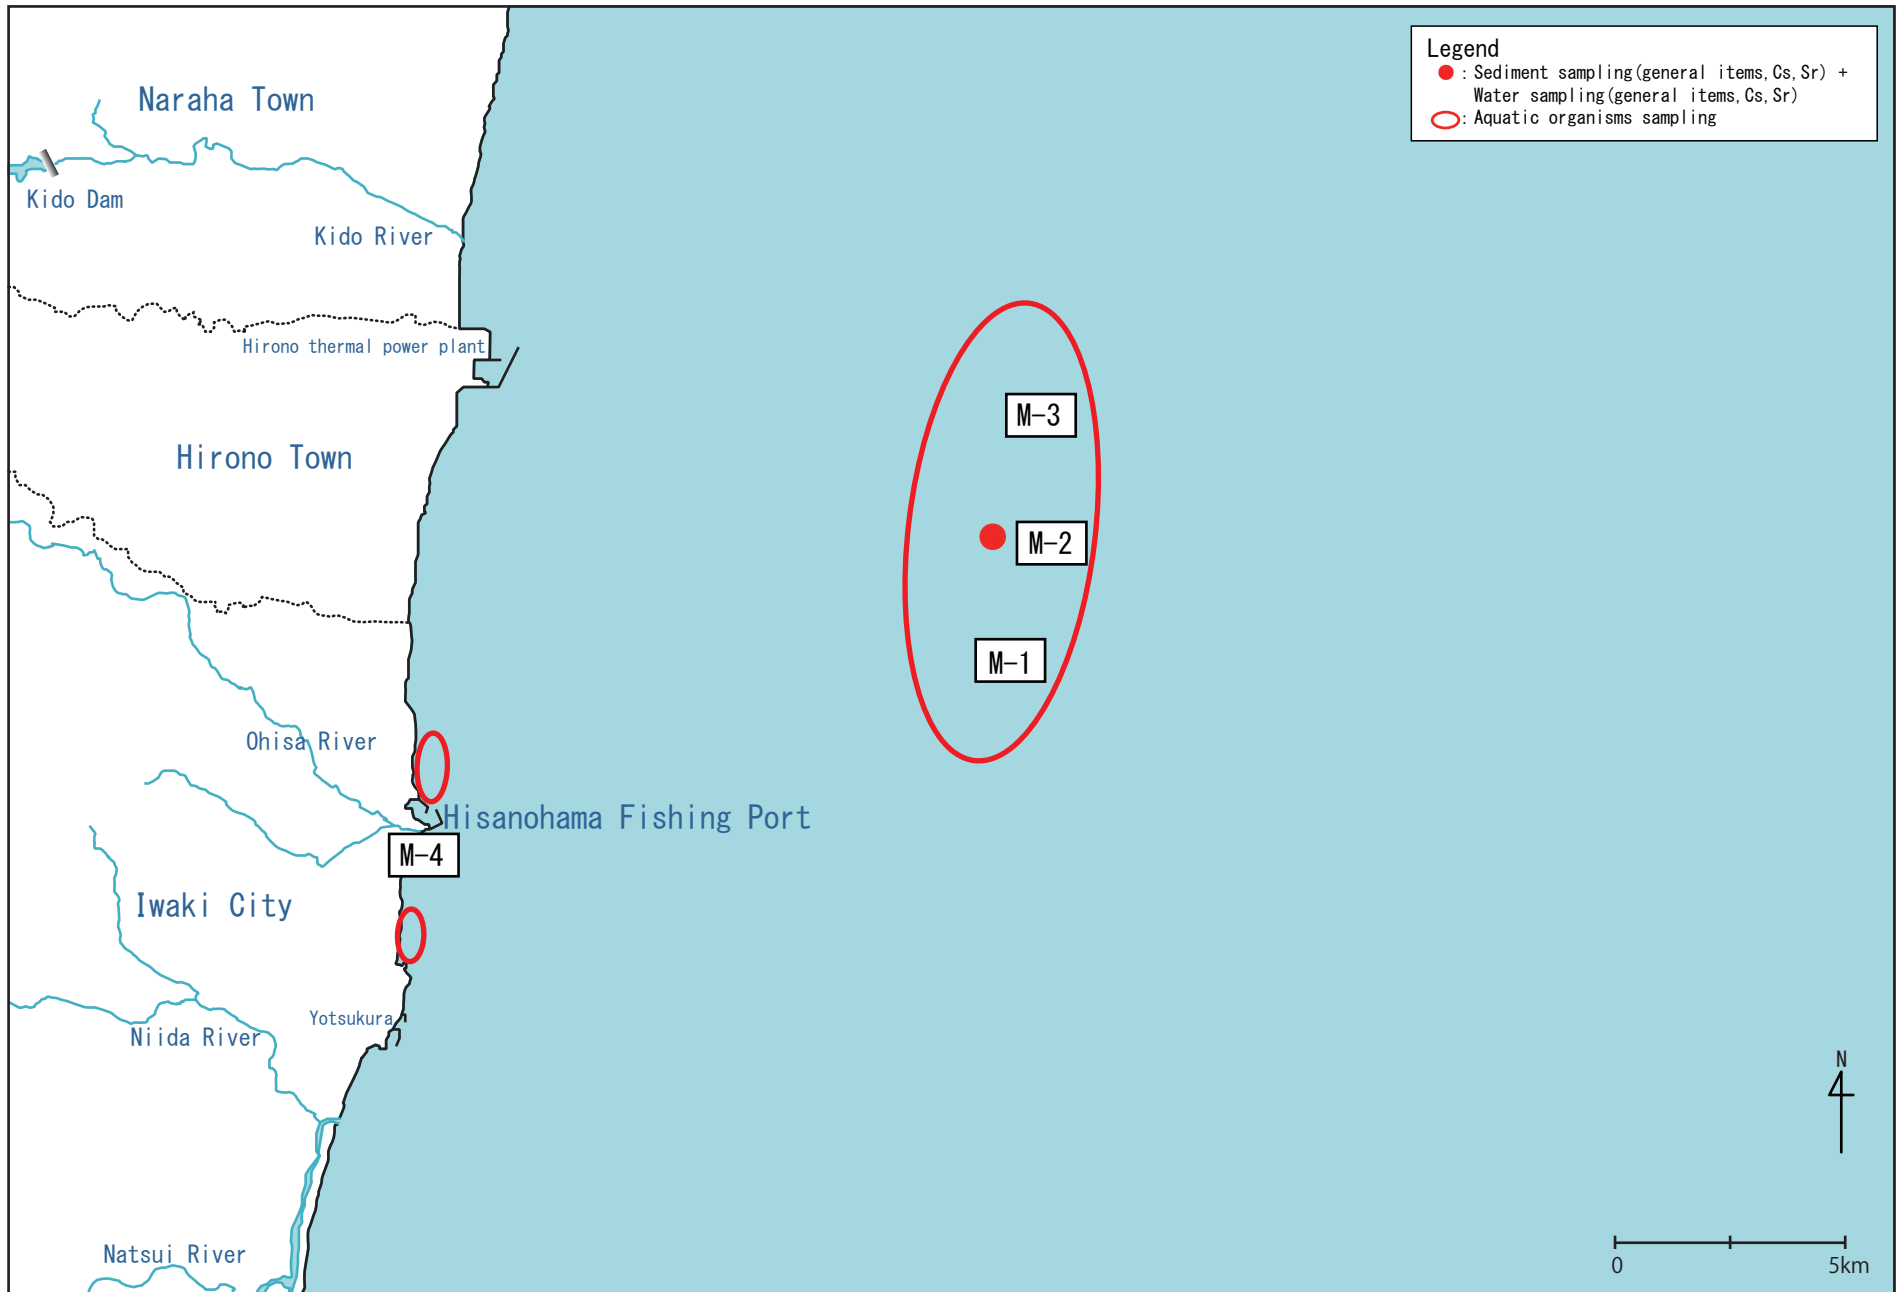 Legend
: Sediment sampling(general items,Cs,Sr) +
Water sampling(general items,Cs,Sr)
: Aquatic organisms sampling
Naraha Town
Kido Dam
Kido River
Hirono thermal power plant
M-3
Hirono Town
M-2
M-1
Ohisa River
Hisanohama Fishing Port
M-4
Iwaki City
Yotsukura
Niida River
N
Natsui River
0 5km